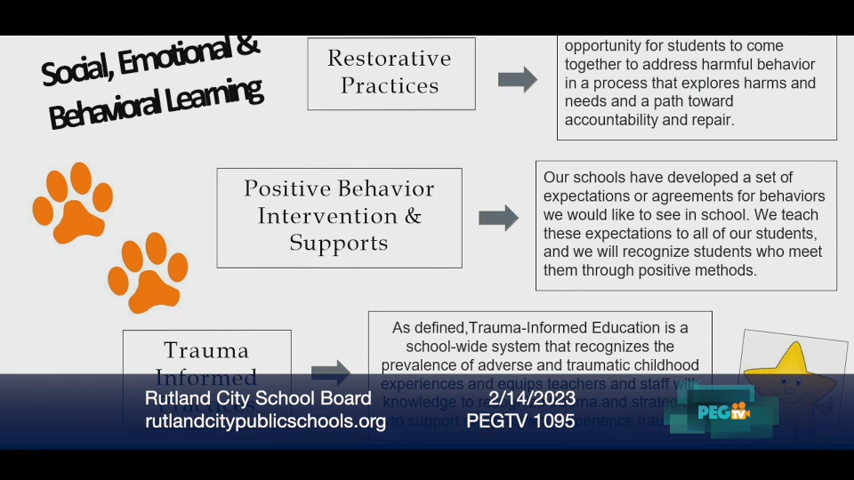 Social, Emotional &
Behavioral Learning
Restorative
Practices
opportunity for students to come
together to address harmful behavior
in a process that explores harms and
needs and a path toward
accountability and repair.
Positive Behavior
Intervention &
Supports
Our schools have developed a set of
expectations or agreements for behaviors
we would like to see in school. We teach
these expectations to all of our students,
and we will recognize students who meet
them through positive methods.
Trauma
Informed
Practices
As defined,Trauma-Informed Education is a
school-wide system that recognizes the
prevalence of adverse and traumatic childhood
experiences and equips teachers and staff with
knowledge to
to support
Rutland City School Board
2/14/2023
rutlandcitypublicschools.org
PEGTV 1095
PEGTV